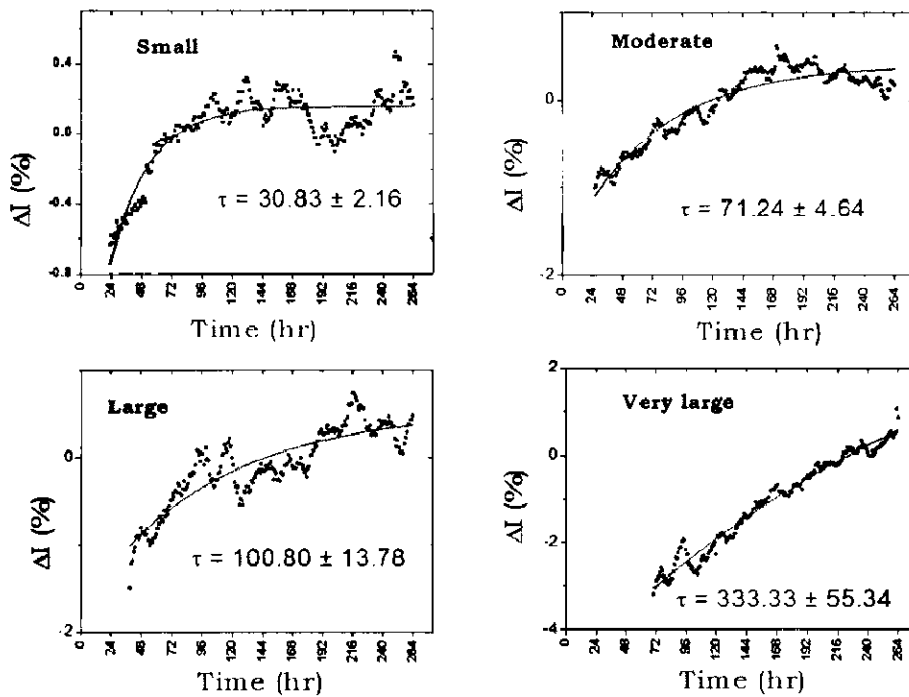 Small
0.4
0.0
-0.4
-0.8
ΔI (%)
τ = 30.83 ± 2.16
0 24 48 72 96 120 144 168 192 216 240 264
Time (hr)
Moderate
0
-2
ΔI (%)
τ = 71.24 ± 4.64
0 24 48 72 96 120 144 168 192 216 240 264
Time (hr)
Large
0
-2
ΔI (%)
τ = 100.80 ± 13.78
0 24 48 72 96 120 144 168 192 216 240 264
Time (hr)
Very large
2
0
-2
-4
ΔI (%)
τ = 333.33 ± 55.34
0 24 48 72 96 120 144 168 192 216 240 264
Time (hr)